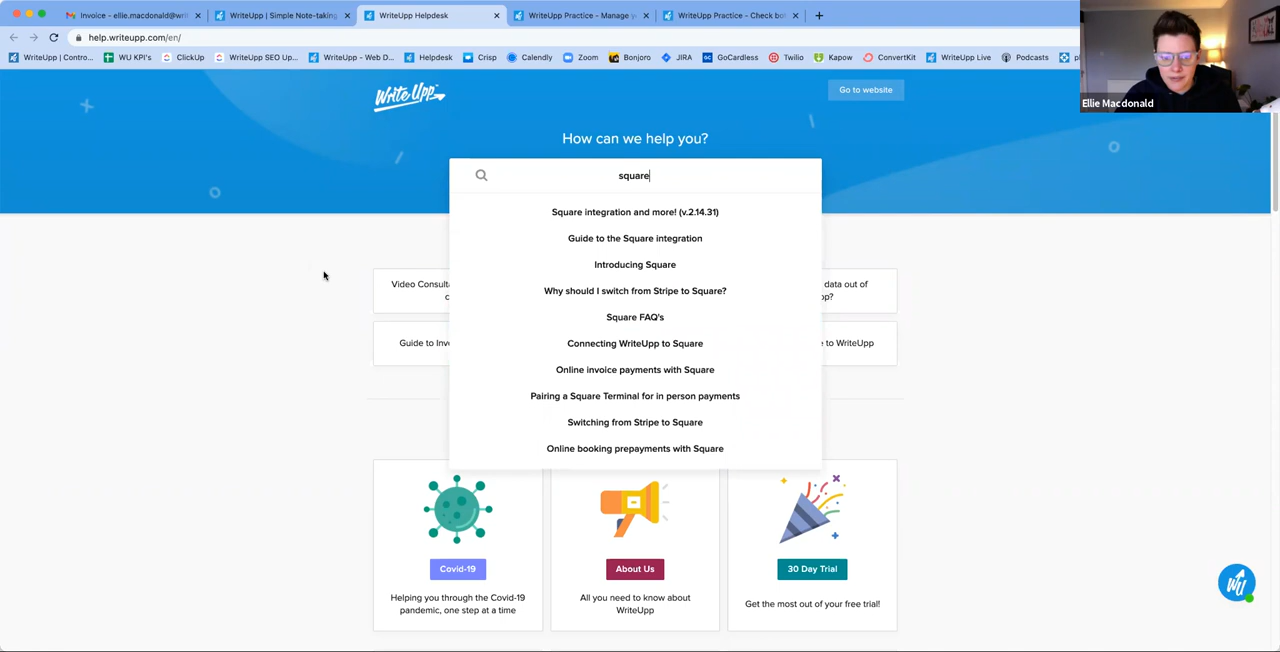 Invoice - ellie.macdonald@wri
WriteUpp | Simple Note-taking
WriteUpp Helpdesk
WriteUpp Practice - Manage y
WriteUpp Practice - Check bo
help.writeupp.com/en/
WriteUpp | Contro...
WU KPI's
ClickUp
WriteUpp SEO Up...
WriteUpp - Web D...
Helpdesk
Crisp
Calendly
Zoom
Bonjoro
JIRA
GoCardless
Twilio
Kapow
ConvertKit
WriteUpp Live
Podcasts
Ellie Macdonald
WriteUpp
Go to website
How can we help you?
square
Square integration and more! (v.2.14.31)
Guide to the Square integration
Introducing Square
Why should I switch from Stripe to Square?
Square FAQ's
Connecting WriteUpp to Square
Online invoice payments with Square
Pairing a Square Terminal for in person payments
Switching from Stripe to Square
Online booking prepayments with Square
Video Consult
data out of
Guide to Inv
to WriteUpp
Covid-19
Helping you through the Covid-19
pandemic, one step at a time
About Us
All you need to know about
WriteUpp
30 Day Trial
Get the most out of your free trial!